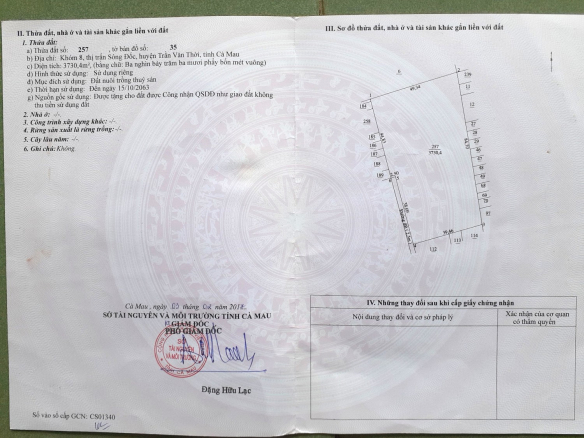 II. Thửa đất, nhà ở và tài sản khác gắn liền với đất
1. Thửa đất:
a) Thửa đất số: 257, tờ bản đồ số: 35
b) Địa chỉ: Khóm 8, thị trấn Sông Đốc, huyện Trần Văn Thời, tỉnh Cà Mau
c) Diện tích: 3730,4m², (bằng chữ: Ba nghìn bảy trăm ba mươi phẩy bốn mét vuông)
d) Hình thức sử dụng: Sử dụng riêng
đ) Mục đích sử dụng: Đất nuôi trồng thuỷ sản
e) Thời hạn sử dụng: Đến ngày 15/10/2063
g) Nguồn gốc sử dụng: Được tặng cho đất được Công nhận QSDĐ như giao đất không
thu tiền sử dụng đất
2. Nhà ở: -/-
3. Công trình xây dựng khác: -/-
4. Rừng sản xuất là rừng trồng: -/-
5. Cây lâu năm: -/-
6. Ghi chú: Không.
Cà Mau, ngày tháng năm 2018
SỞ TÀI NGUYÊN VÀ MÔI TRƯỜNG TỈNH CÀ MAU
GIÁM ĐỐC
PHÓ GIÁM ĐỐC
SỞ
TÀI NGUYÊN
VÀ MÔI TRƯỜNG
Đặng Hữu Lạc
Số vào sổ cấp GCN: CS01340
III. Sơ đồ thửa đất, nhà ở và tài sản khác gắn liền với đất
257
3730,4
IV. Những thay đổi sau khi cấp giấy chứng nhận
Nội dung thay đổi và cơ sở pháp lý
Xác nhận của cơ quan
có thẩm quyền